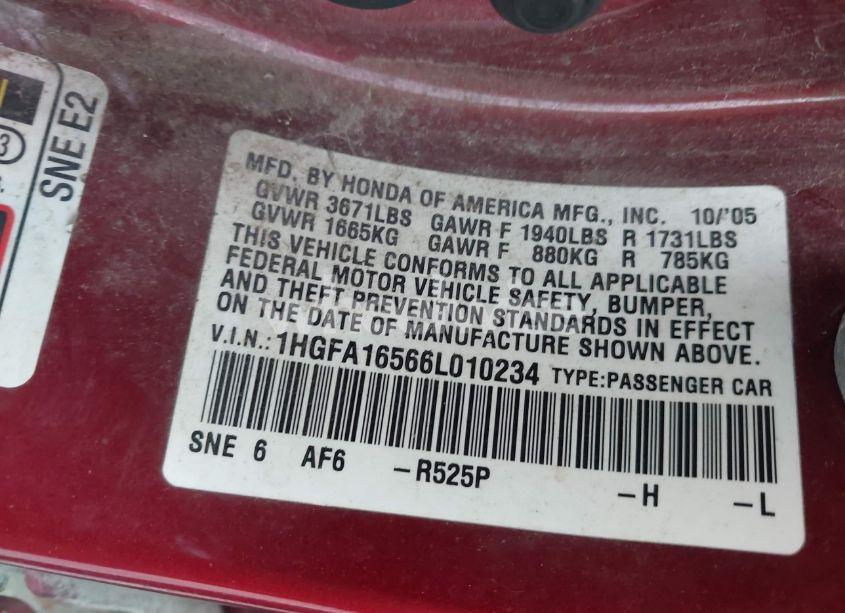 SNE E2
3
MFD. BY HONDA OF AMERICA MFG., INC. 10/'05
GVWR 3671LBS GAWR F 1940LBS R 1731LBS
GVWR 1665KG GAWR F 880KG R 785KG
THIS VEHICLE CONFORMS TO ALL APPLICABLE
FEDERAL MOTOR VEHICLE SAFETY, BUMPER,
AND THEFT PREVENTION STANDARDS IN EFFECT
ON THE DATE OF MANUFACTURE SHOWN ABOVE.
V.I.N.: 1HGFA16566L010234 TYPE:PASSENGER CAR
SNE 6 AF6 -R525P -H -L